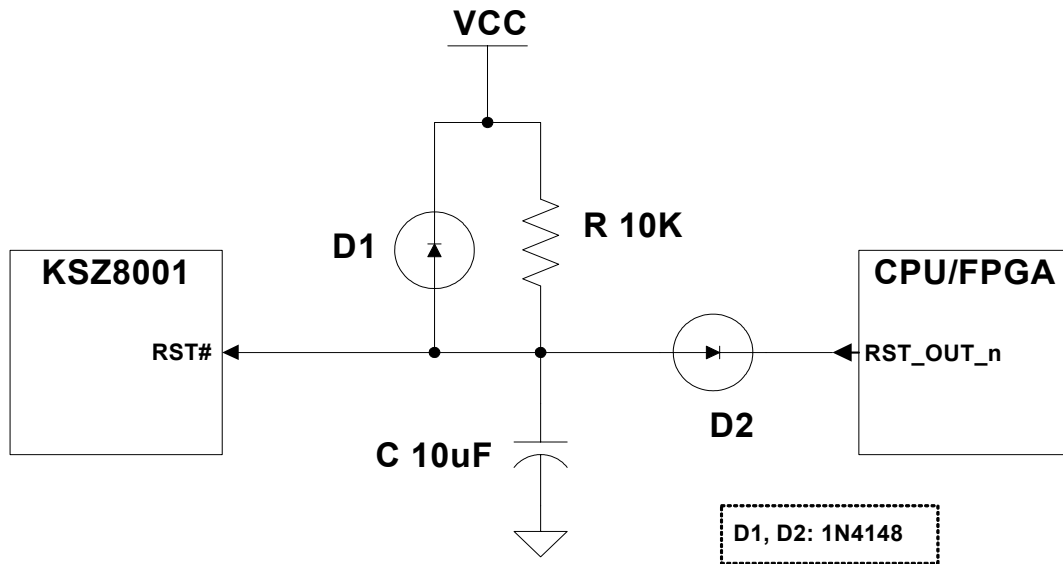 VCC
D1
R 10K
KSZ8001
CPU/FPGA
RST#
RST_OUT_n
D2
C 10uF
D1, D2: 1N4148